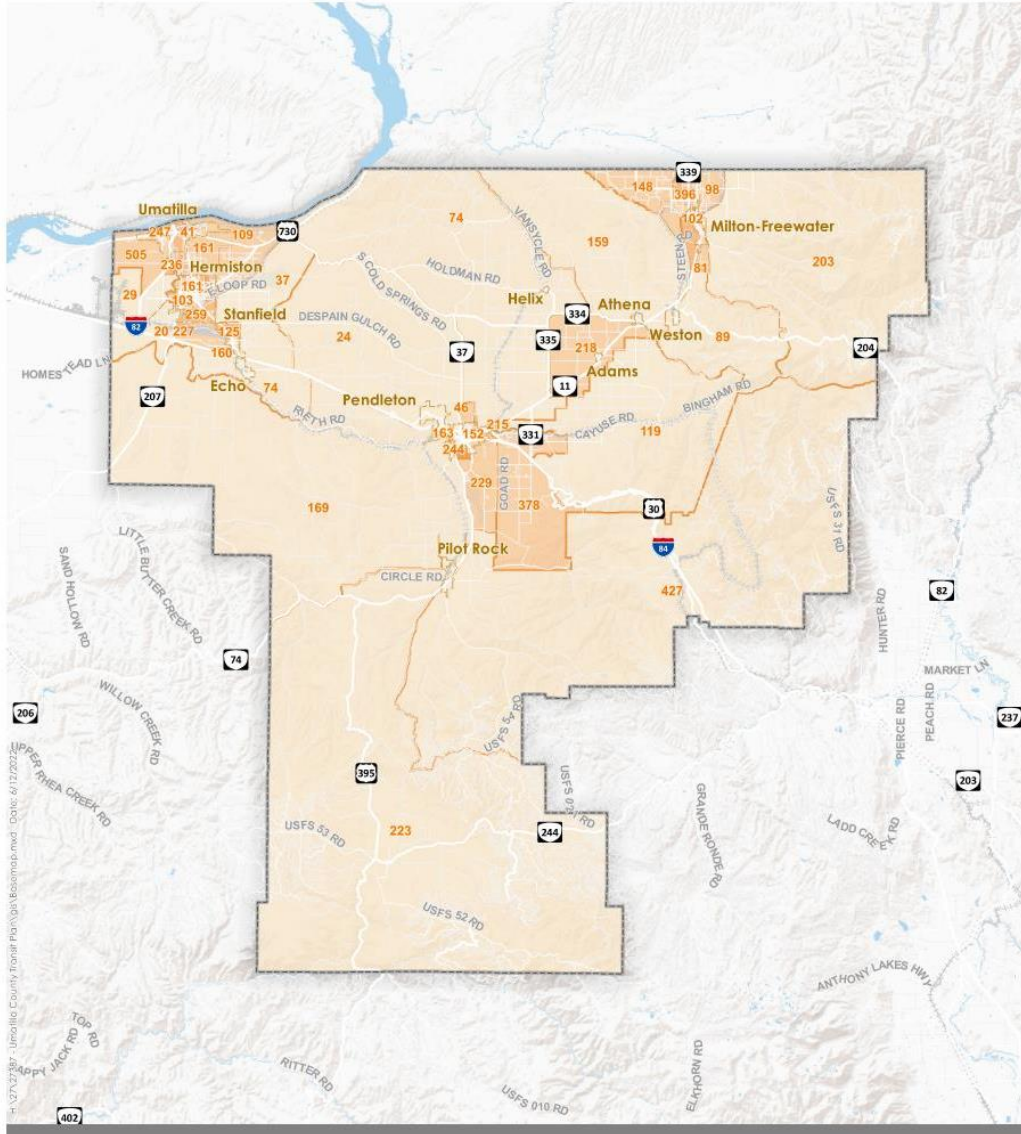 339
148
396
98
74
VANSYCLE RD
102
Milton-Freewater
Umatilla
247
41
109
730
159
STEEN RD
505
161
236
Hermiston
S COLD SPRINGS RD
HOLDMAN RD
81
203
29
161
E LOOP RD
37
103
Helix
Athena
Stanfield
334
259
DESPAIN GULCH RD
82
20
227
125
24
335
Weston
89
204
160
37
218
HOMESTEAD LN
Echo
Adams
207
74
11
Pendleton
46
BINGHAM RD
RIETH RD
163
152
215
331
CAYUSE RD
119
244
229
GOAD RD
378
169
30
84
Pilot Rock
LITTLE BUTTER CREEK RD
SAND HOLLOW RD
CIRCLE RD
427
82
HUNTER RD
74
MARKET LN
WILLOW CREEK RD
206
PIERCE RD
PEACH RD
237
UPPER RHEA CREEK RD
395
203
GRANDE RONDE RD
USFS 53 RD
223
244
LADD CREEK RD
USFS 52 RD
ANTHONY LAKES HWY
TOP RD
RITTER RD
ELKHORN RD
USFS 010 RD
402